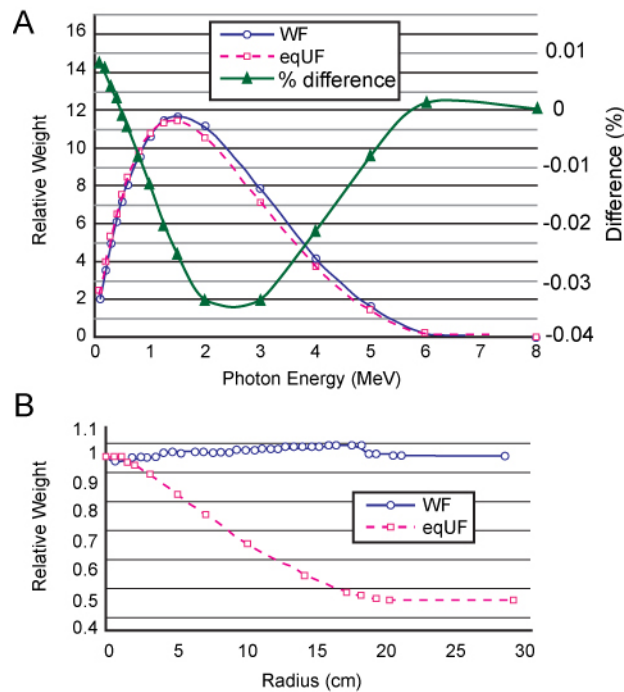 A
WF
eqUF
% difference
16
14
12
10
8
6
4
2
0
Relative Weight
0.01
0
-0.01
-0.02
-0.03
-0.04
Difference (%)
0 1 2 3 4 5 6 7 8
Photon Energy (MeV)
B
1.1
1
0.9
0.8
0.7
0.6
0.5
0.4
Relative Weight
WF
eqUF
0 5 10 15 20 25 30
Radius (cm)